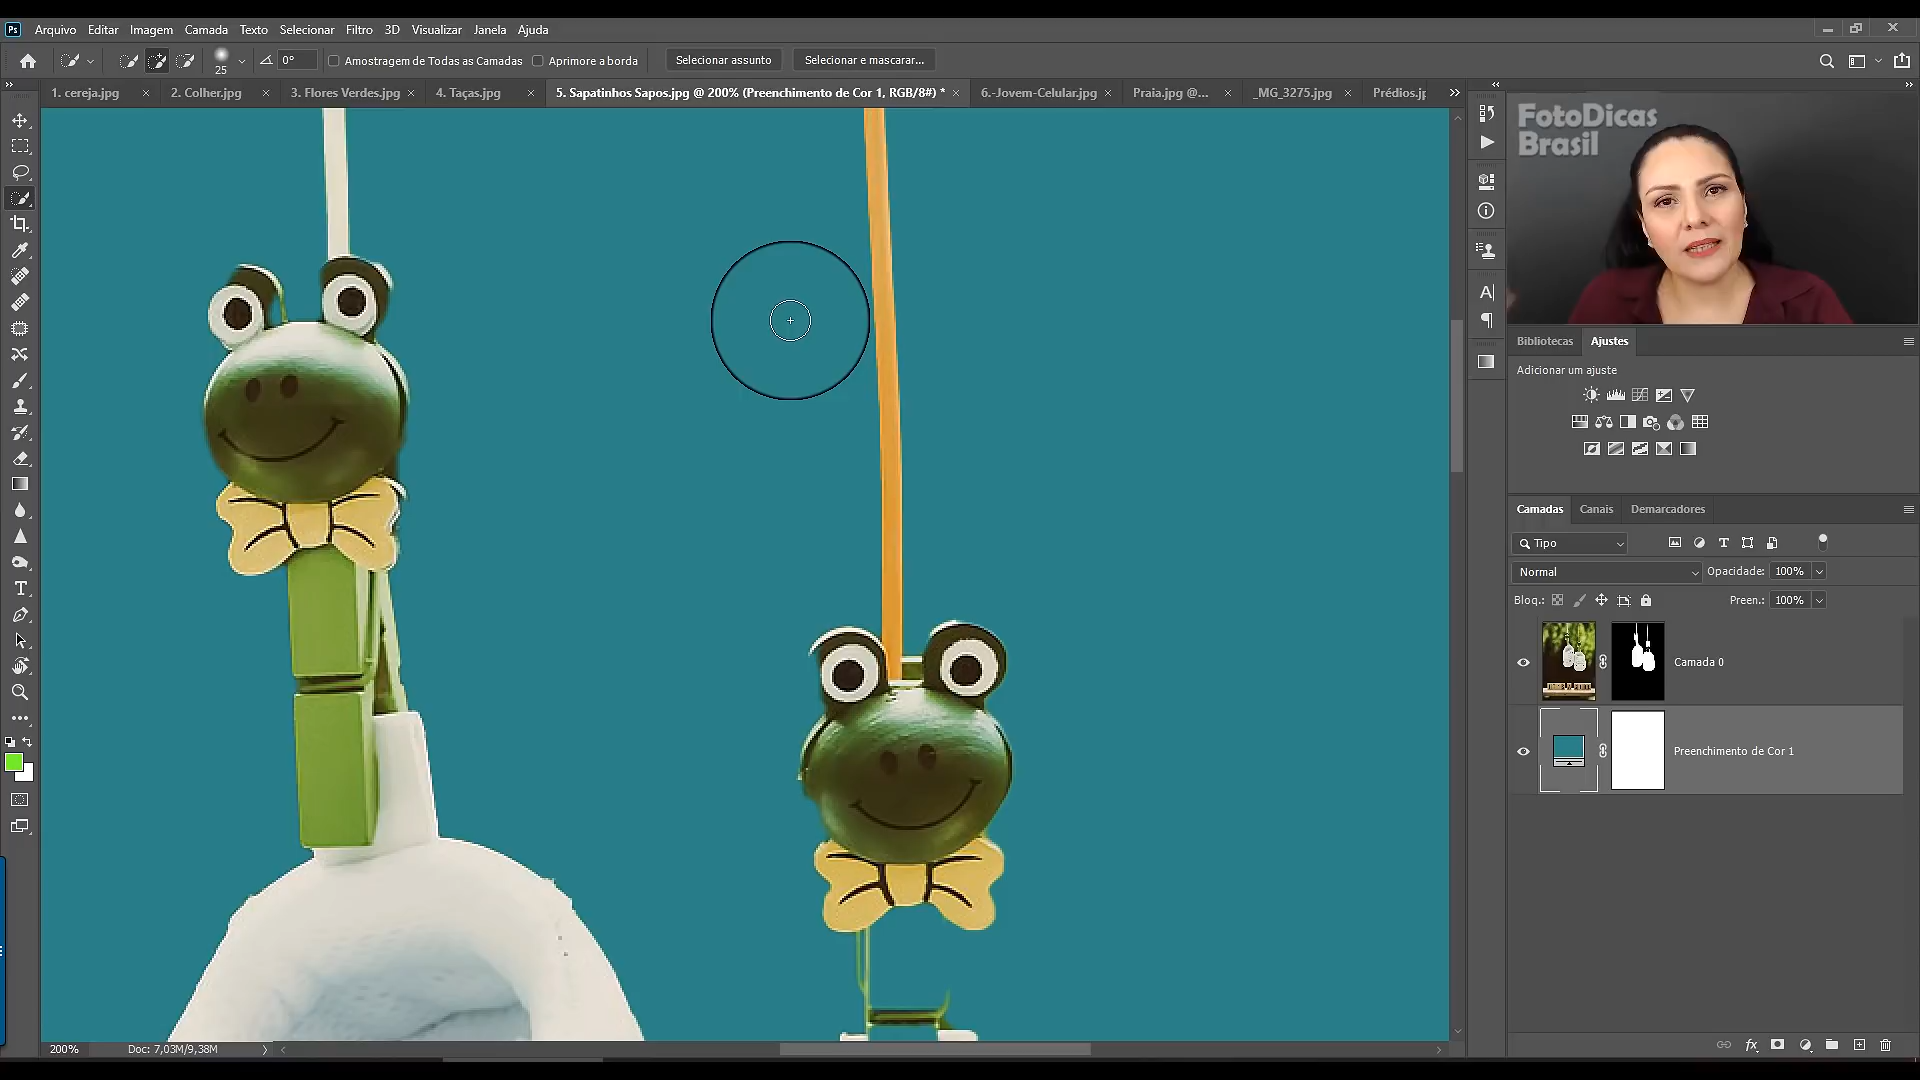 Ps Arquivo Editar Imagem Camada Texto Selecionar Filtro 3D Visualizar Janela Ajuda
25 0° Amostragem de Todas as Camadas Aprimore a borda Selecionar assunto Selecionar e mascarar...
1. cereja.jpg × 2. Colher.jpg × 3. Flores Verdes.jpg × 4. Taças.jpg × 5. Sapatinhos Sapos.jpg @ 200% (Preenchimento de Cor 1, RGB/8#) * × 6.-Jovem-Celular.jpg × Praia.jpg @... × _MG_3275.jpg × Prédios.j
FotoDicas
Brasil
Bibliotecas Ajustes
Adicionar um ajuste
Camadas Canais Demarcadores
Tipo
Normal Opacidade: 100%
Bloq.: Preen.: 100%
Camada 0
Preenchimento de Cor 1
200% Doc: 7,03M/9,38M